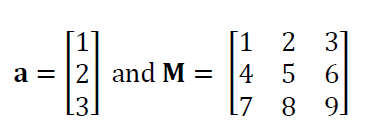 a = [1 2 3] and M = [1 2 3
4 5 6
7 8 9]